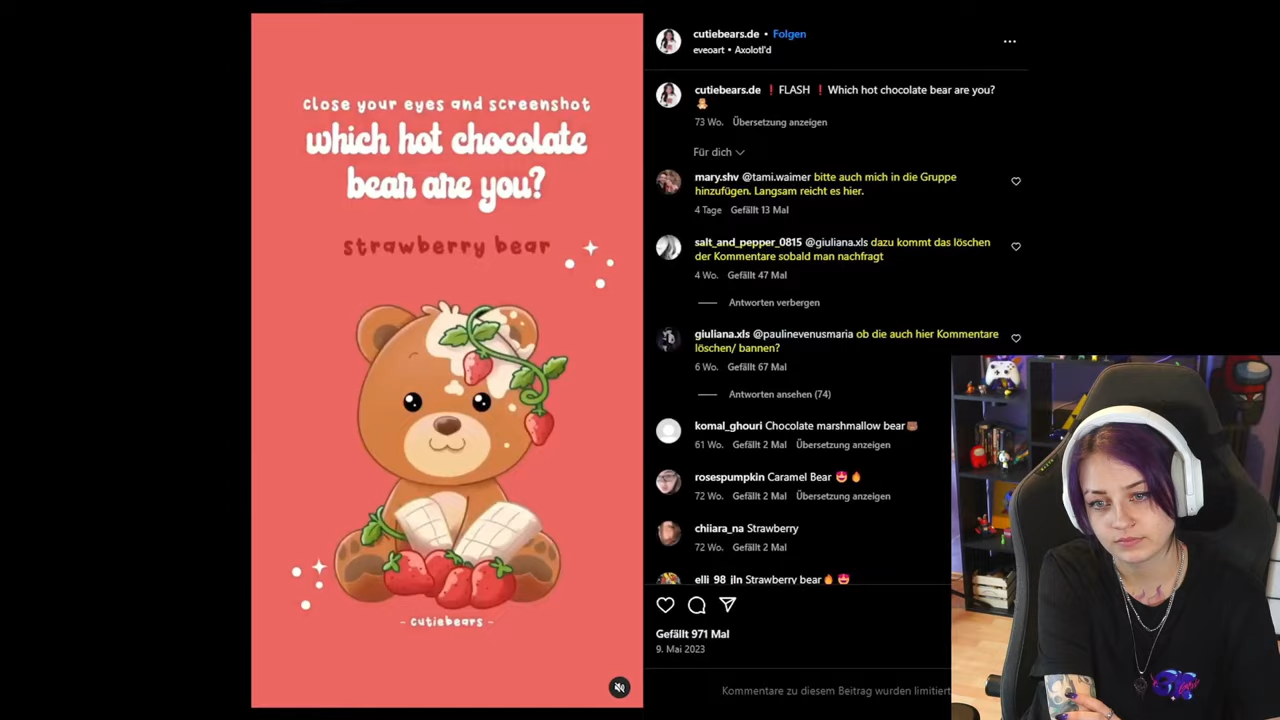 close your eyes and screenshot
which hot chocolate
bear are you?
strawberry bear
- cutiebears -
cutiebears.de • Folgen
eveoart • Axolotl'd
cutiebears.de ❗FLASH ❗Which hot chocolate bear are you?
🧸
73 Wo. Übersetzung anzeigen
Für dich
mary.shv @tami.waimer bitte auch mich in die Gruppe
hinzufügen. Langsam reicht es hier.
4 Tage Gefällt 13 Mal
salt_and_pepper_0815 @giuliana.xls dazu kommt das löschen
der Kommentare sobald man nachfragt
4 Wo. Gefällt 47 Mal
Antworten verbergen
giuliana.xls @paulinevenusmaria ob die auch hier Kommentare
löschen/ bannen?
6 Wo. Gefällt 67 Mal
Antworten ansehen (74)
komal_ghouri Chocolate marshmallow bear🐻
61 Wo. Gefällt 2 Mal Übersetzung anzeigen
rosespumpkin Caramel Bear 😍🔥
72 Wo. Gefällt 2 Mal Übersetzung anzeigen
chiiara_na Strawberry
72 Wo. Gefällt 2 Mal
elli_98_jln Strawberry bear🔥😍
Gefällt 971 Mal
9. Mai 2023
Kommentare zu diesem Beitrag wurden limitiert